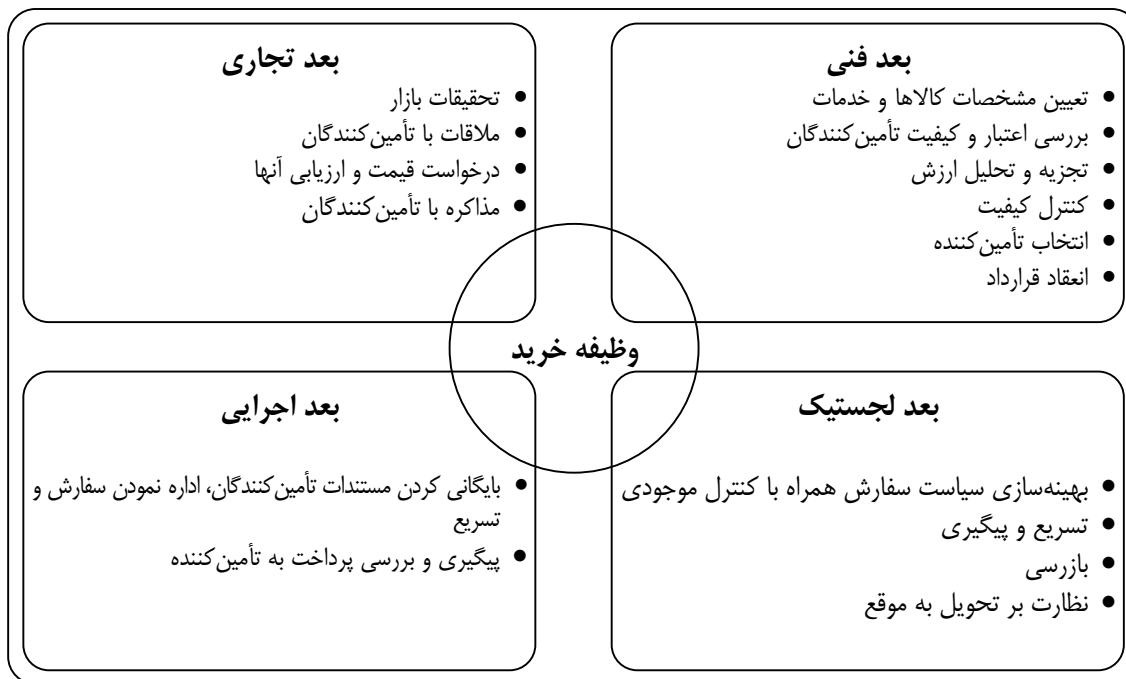 بعد فنی
• تعیین مشخصات کالاها و خدمات
• بررسی اعتبار و کیفیت تأمین‌کنندگان
• تجزیه و تحلیل ارزش
• کنترل کیفیت
• انتخاب تأمین‌کننده
• انعقاد قرارداد
بعد تجاری
• تحقیقات بازار
• ملاقات با تأمین‌کنندگان
• درخواست قیمت و ارزیابی آنها
• مذاکره با تأمین‌کنندگان
وظیفه خرید
بعد لجستیک
• بهینه‌سازی سیاست سفارش همراه با کنترل موجودی
• تسریع و پیگیری
• بازرسی
• نظارت بر تحویل به موقع
بعد اجرایی
• بایگانی کردن مستندات تأمین‌کنندگان، اداره نمودن سفارش و
تسریع
• پیگیری و بررسی پرداخت به تأمین‌کننده